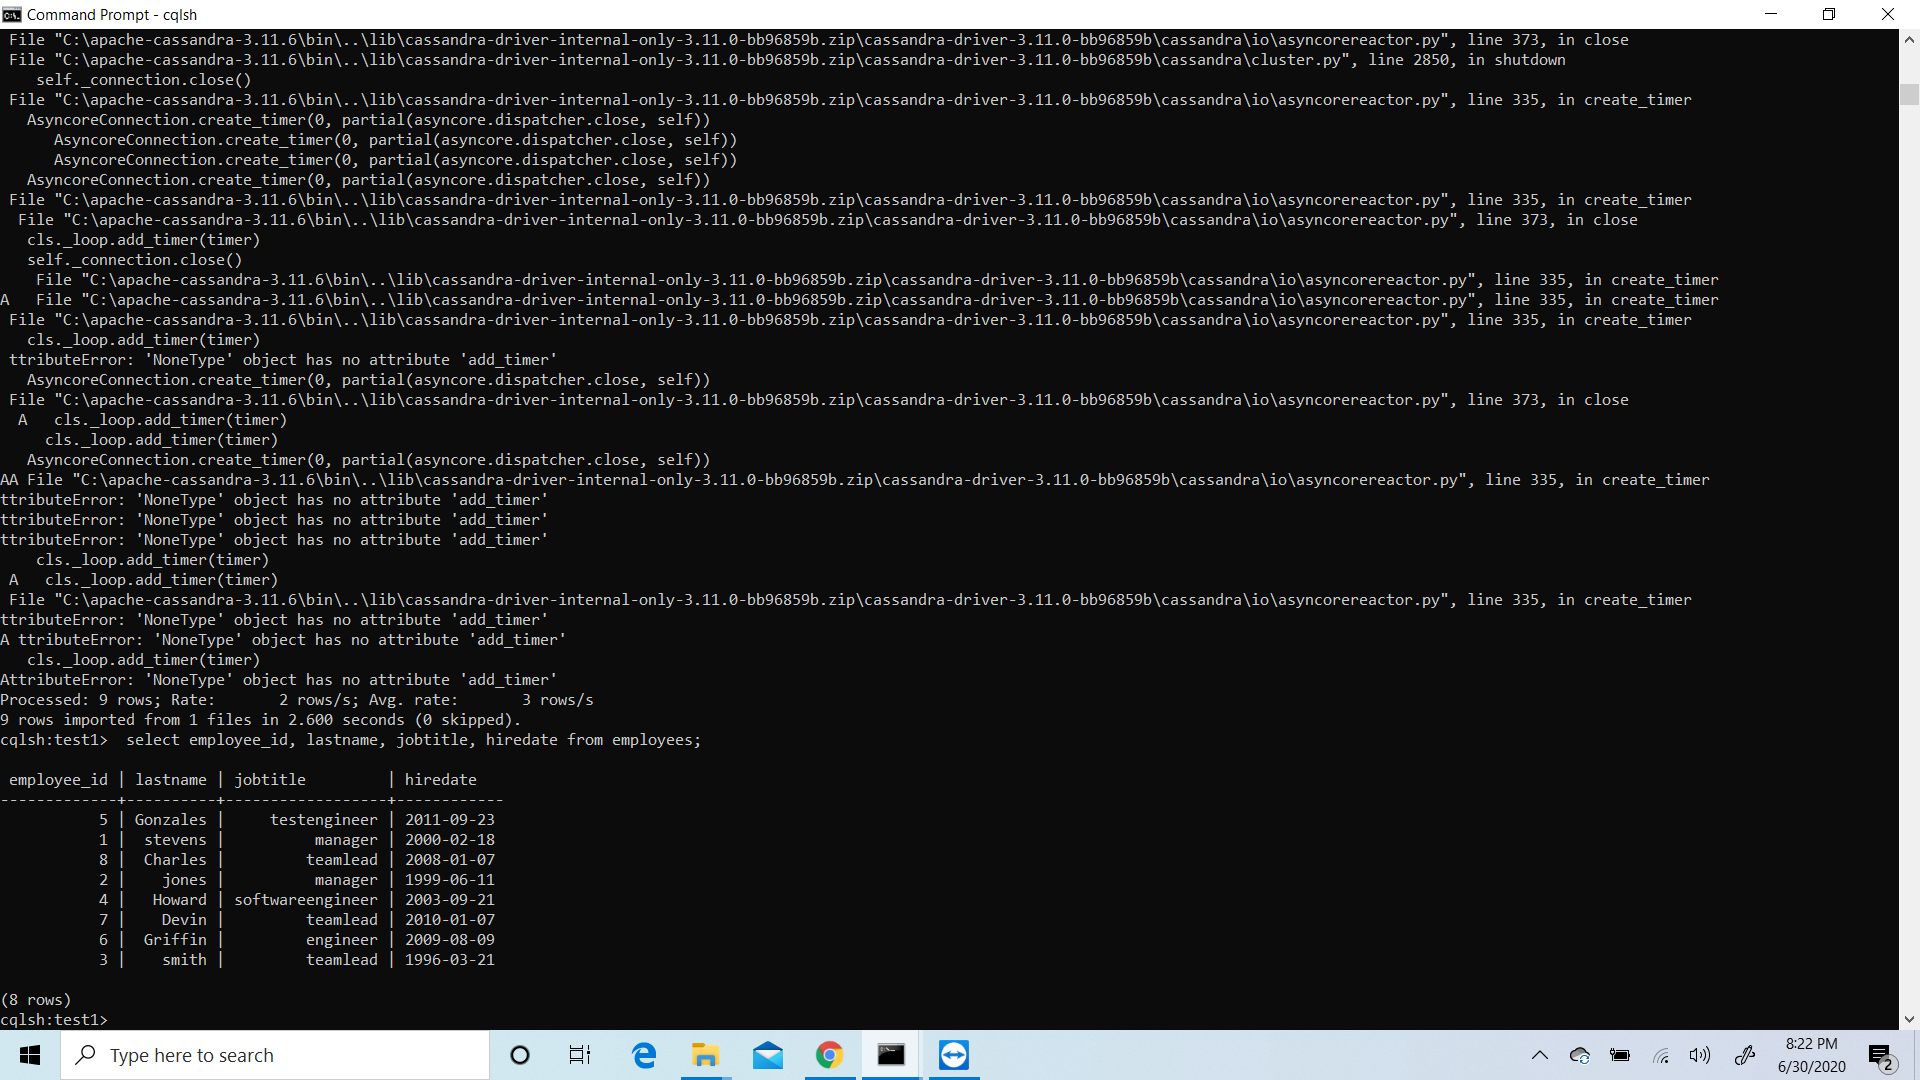 Command Prompt - cqlsh
File "C:\apache-cassandra-3.11.6\bin\..\lib\cassandra-driver-internal-only-3.11.0-bb96859b.zip\cassandra-driver-3.11.0-bb96859b\cassandra\io\asyncorereactor.py", line 373, in close
File "C:\apache-cassandra-3.11.6\bin\..\lib\cassandra-driver-internal-only-3.11.0-bb96859b.zip\cassandra-driver-3.11.0-bb96859b\cassandra\cluster.py", line 2850, in shutdown
self._connection.close()
File "C:\apache-cassandra-3.11.6\bin\..\lib\cassandra-driver-internal-only-3.11.0-bb96859b.zip\cassandra-driver-3.11.0-bb96859b\cassandra\io\asyncorereactor.py", line 335, in create_timer
AsyncoreConnection.create_timer(0, partial(asyncore.dispatcher.close, self))
AsyncoreConnection.create_timer(0, partial(asyncore.dispatcher.close, self))
AsyncoreConnection.create_timer(0, partial(asyncore.dispatcher.close, self))
AsyncoreConnection.create_timer(0, partial(asyncore.dispatcher.close, self))
File "C:\apache-cassandra-3.11.6\bin\..\lib\cassandra-driver-internal-only-3.11.0-bb96859b.zip\cassandra-driver-3.11.0-bb96859b\cassandra\io\asyncorereactor.py", line 335, in create_timer
File "C:\apache-cassandra-3.11.6\bin\..\lib\cassandra-driver-internal-only-3.11.0-bb96859b.zip\cassandra-driver-3.11.0-bb96859b\cassandra\io\asyncorereactor.py", line 373, in close
cls._loop.add_timer(timer)
self._connection.close()
File "C:\apache-cassandra-3.11.6\bin\..\lib\cassandra-driver-internal-only-3.11.0-bb96859b.zip\cassandra-driver-3.11.0-bb96859b\cassandra\io\asyncorereactor.py", line 335, in create_timer
A   File "C:\apache-cassandra-3.11.6\bin\..\lib\cassandra-driver-internal-only-3.11.0-bb96859b.zip\cassandra-driver-3.11.0-bb96859b\cassandra\io\asyncorereactor.py", line 335, in create_timer
File "C:\apache-cassandra-3.11.6\bin\..\lib\cassandra-driver-internal-only-3.11.0-bb96859b.zip\cassandra-driver-3.11.0-bb96859b\cassandra\io\asyncorereactor.py", line 335, in create_timer
cls._loop.add_timer(timer)
ttributeError: 'NoneType' object has no attribute 'add_timer'
AsyncoreConnection.create_timer(0, partial(asyncore.dispatcher.close, self))
File "C:\apache-cassandra-3.11.6\bin\..\lib\cassandra-driver-internal-only-3.11.0-bb96859b.zip\cassandra-driver-3.11.0-bb96859b\cassandra\io\asyncorereactor.py", line 373, in close
A   cls._loop.add_timer(timer)
cls._loop.add_timer(timer)
AsyncoreConnection.create_timer(0, partial(asyncore.dispatcher.close, self))
AA File "C:\apache-cassandra-3.11.6\bin\..\lib\cassandra-driver-internal-only-3.11.0-bb96859b.zip\cassandra-driver-3.11.0-bb96859b\cassandra\io\asyncorereactor.py", line 335, in create_timer
ttributeError: 'NoneType' object has no attribute 'add_timer'
ttributeError: 'NoneType' object has no attribute 'add_timer'
ttributeError: 'NoneType' object has no attribute 'add_timer'
cls._loop.add_timer(timer)
A   cls._loop.add_timer(timer)
File "C:\apache-cassandra-3.11.6\bin\..\lib\cassandra-driver-internal-only-3.11.0-bb96859b.zip\cassandra-driver-3.11.0-bb96859b\cassandra\io\asyncorereactor.py", line 335, in create_timer
ttributeError: 'NoneType' object has no attribute 'add_timer'
A ttributeError: 'NoneType' object has no attribute 'add_timer'
cls._loop.add_timer(timer)
AttributeError: 'NoneType' object has no attribute 'add_timer'
Processed: 9 rows; Rate:       2 rows/s; Avg. rate:       3 rows/s
9 rows imported from 1 files in 2.600 seconds (0 skipped).
cqlsh:test1>  select employee_id, lastname, jobtitle, hiredate from employees;
employee_id | lastname | jobtitle         | hiredate
-------------+----------+------------------+------------
5 | Gonzales |     testengineer | 2011-09-23
1 |  stevens |          manager | 2000-02-18
8 |  Charles |         teamlead | 2008-01-07
2 |    jones |          manager | 1999-06-11
4 |   Howard | softwareengineer | 2003-09-21
7 |    Devin |         teamlead | 2010-01-07
6 |  Griffin |         engineer | 2009-08-09
3 |    smith |         teamlead | 1996-03-21
(8 rows)
cqlsh:test1>
Type here to search
8:22 PM
6/30/2020
2